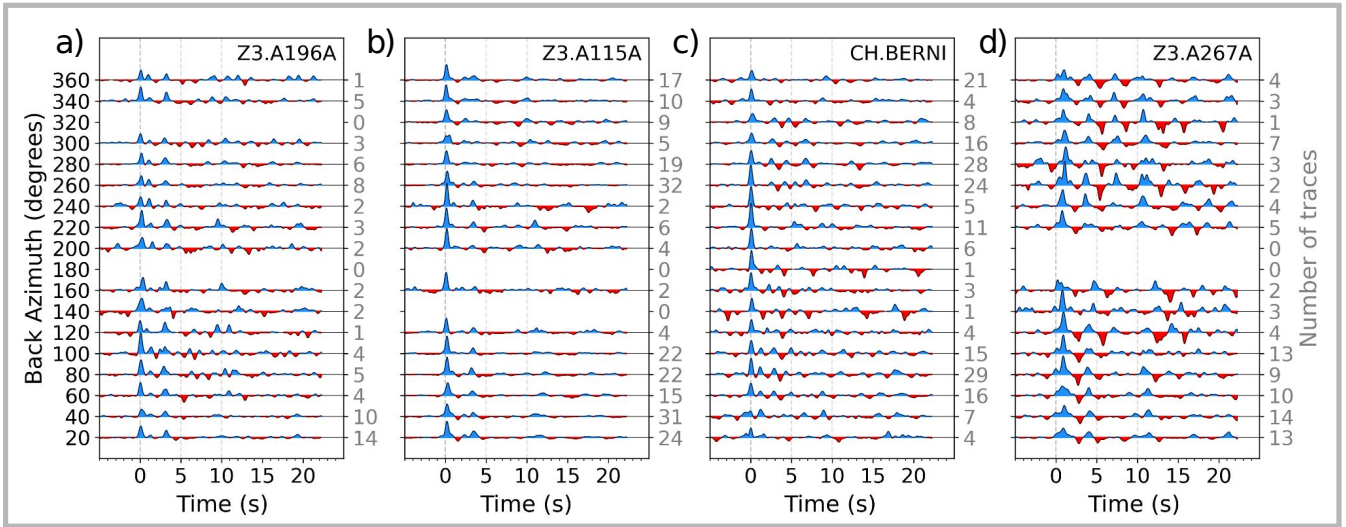 a) Z3.A196A b) Z3.A115A c) CH.BERNI d) Z3.A267A
360 1 17 21 4
340 5 10 4 3
320 0 9 8 1
300 3 5 16 7
280 6 19 28 3
260 8 32 24 2
240 2 2 5 4
220 3 6 11 5
200 2 4 6 0
180 0 0 1 0
160 2 2 3 2
140 2 0 1 3
120 1 4 4 4
100 4 22 15 13
80 5 22 29 9
60 4 15 16 10
40 10 31 7 14
20 14 24 4 13
Back Azimuth (degrees)
Number of traces
0 5 10 15 20 0 5 10 15 20 0 5 10 15 20 0 5 10 15 20
Time (s) Time (s) Time (s) Time (s)